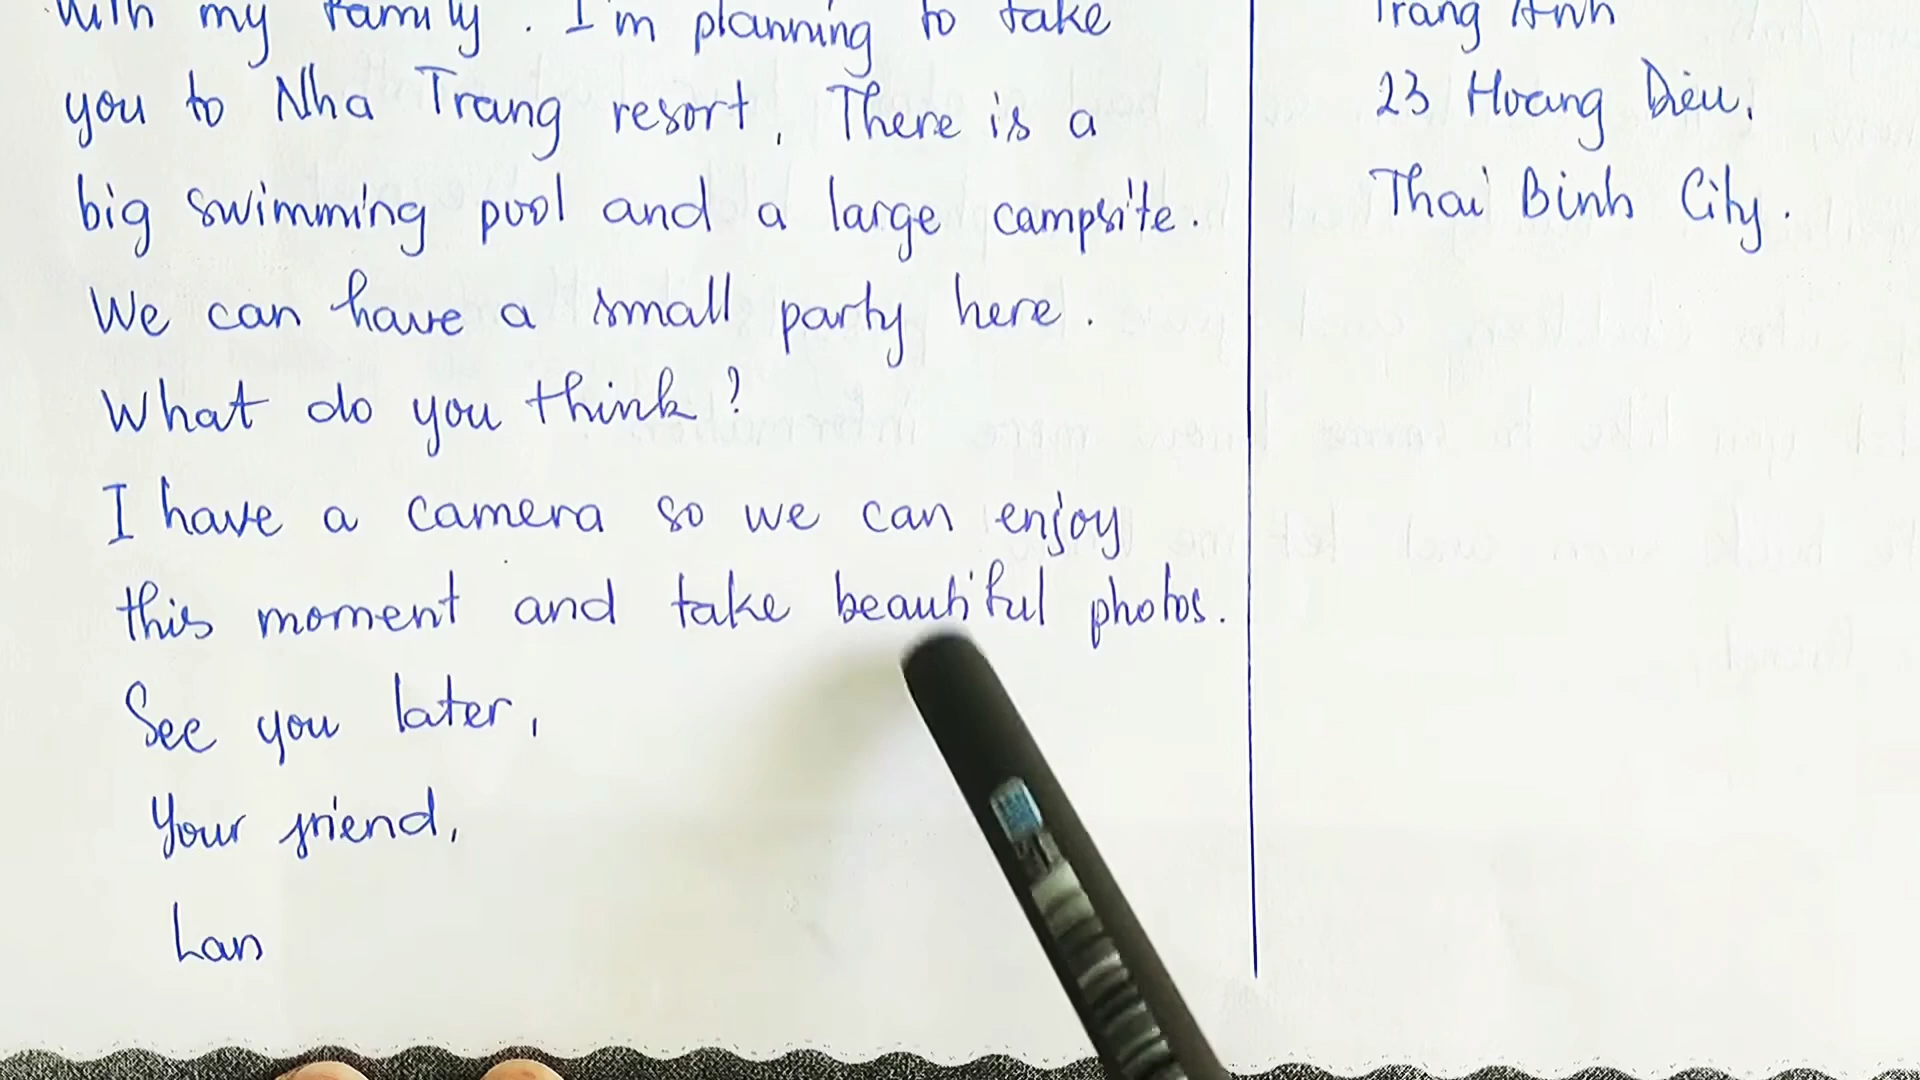 with my family. I'm planning to take
you to Nha Trang resort. There is a
big swimming pool and a large campsite.
We can have a small party here.
What do you think?
I have a camera so we can enjoy
this moment and take beautiful photos.
See you later,
Your friend,
Lan
Trang Anh
23 Hoang Dieu,
Thai Binh City.